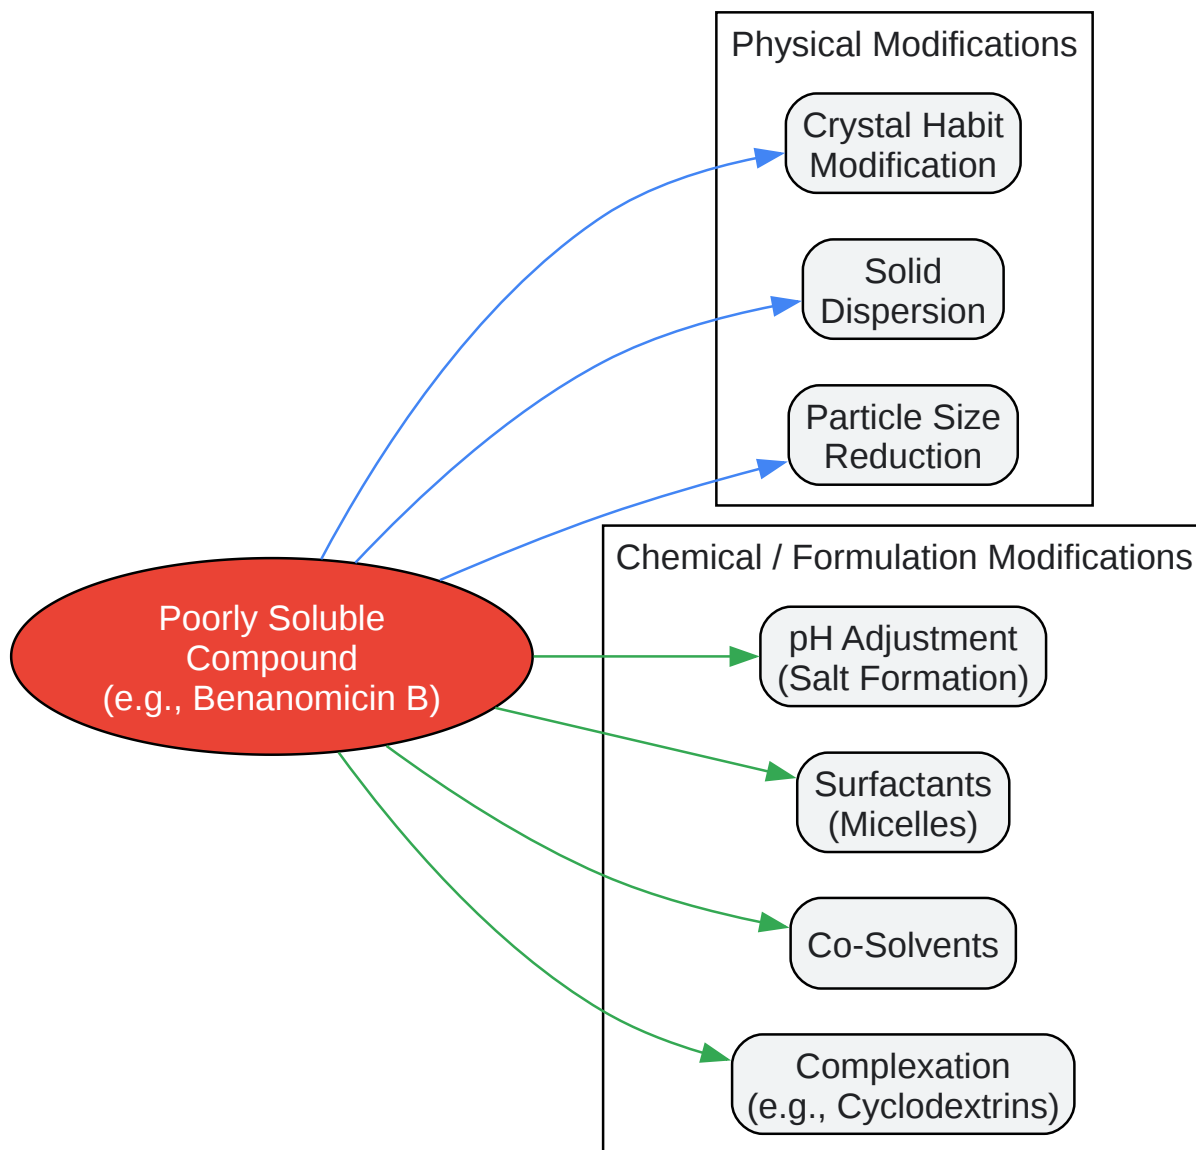 Physical Modifications
Crystal Habit
Modification
Solid
Dispersion
Particle Size
Reduction
Chemical / Formulation Modifications
Poorly Soluble
Compound
(e.g., Benanomicin B)
pH Adjustment
(Salt Formation)
Surfactants
(Micelles)
Co-Solvents
Complexation
(e.g., Cyclodextrins)